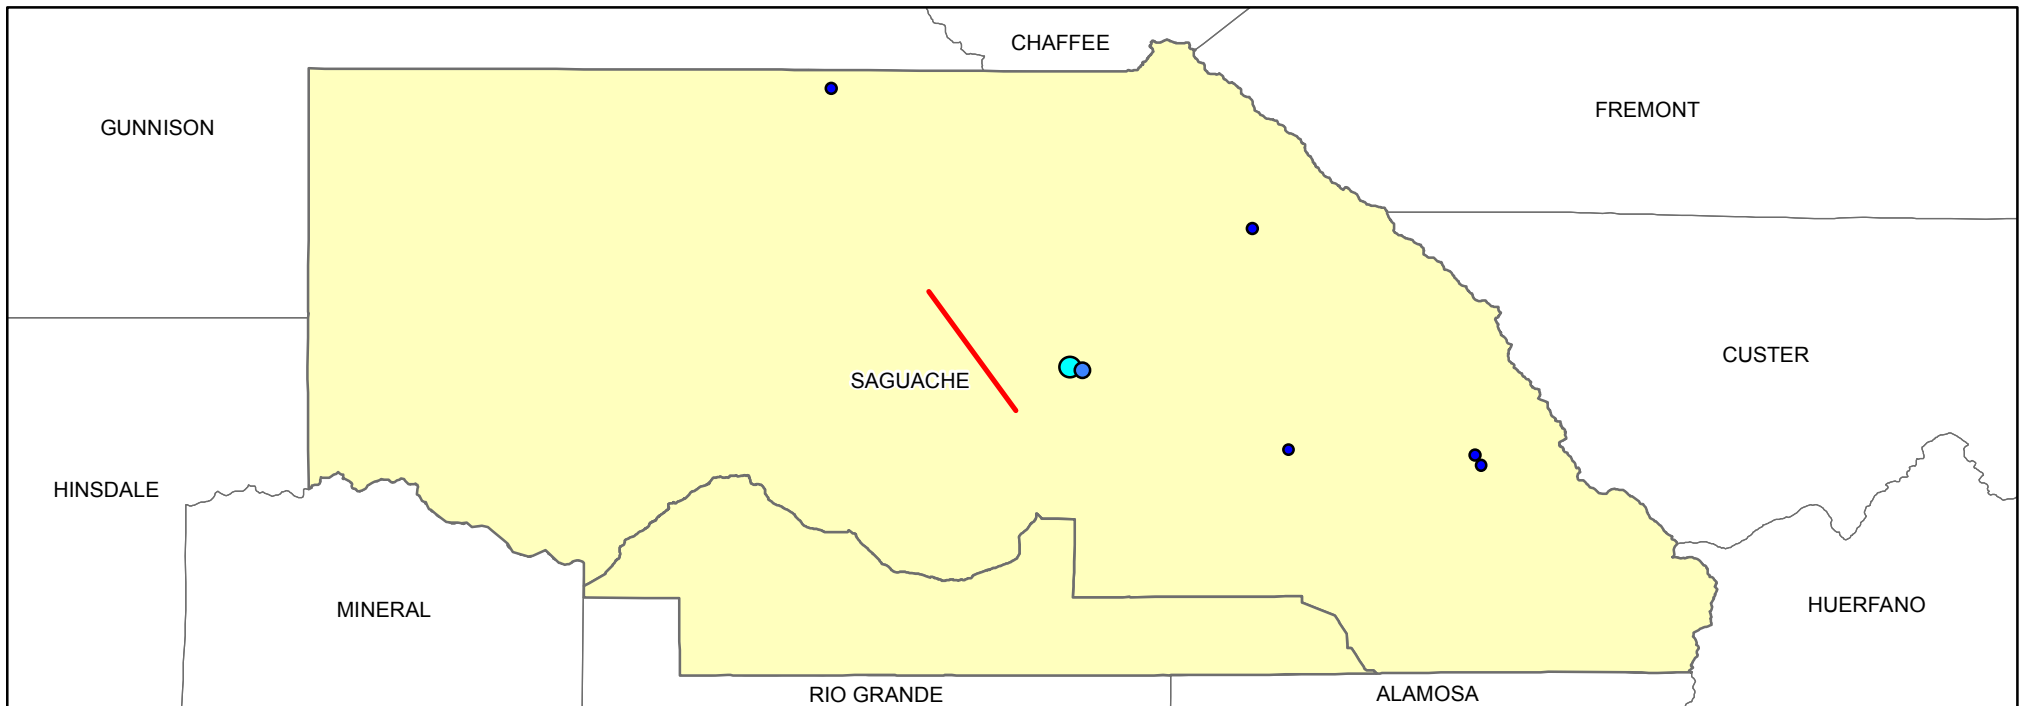 CHAFFEE
FREMONT
GUNNISON
CUSTER
SAGUACHE
HINSDALE
HUERFANO
MINERAL
RIO GRANDE
ALAMOSA